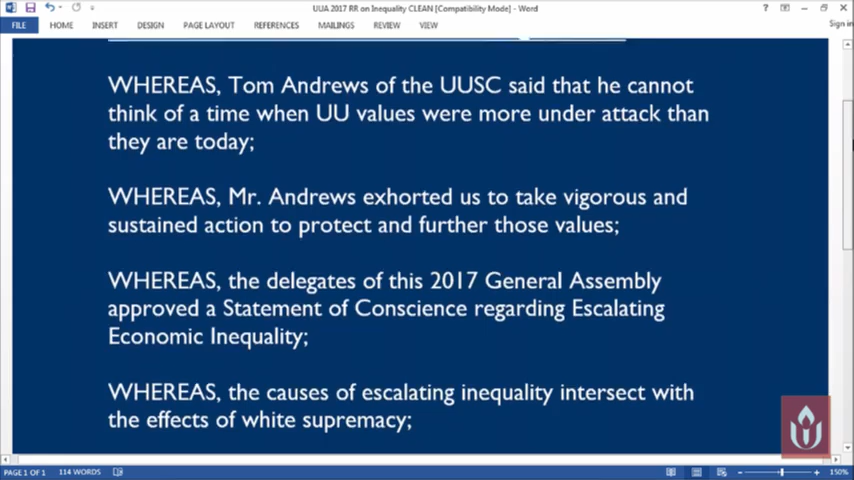 UUA 2017 RR on Inequality CLEAN [Compatibility Mode] - Word
Sign in
FILE HOME INSERT DESIGN PAGE LAYOUT REFERENCES MAILINGS REVIEW VIEW
WHEREAS, Tom Andrews of the UUSC said that he cannot
think of a time when UU values were more under attack than
they are today;
WHEREAS, Mr. Andrews exhorted us to take vigorous and
sustained action to protect and further those values;
WHEREAS, the delegates of this 2017 General Assembly
approved a Statement of Conscience regarding Escalating
Economic Inequality;
WHEREAS, the causes of escalating inequality intersect with
the effects of white supremacy;
PAGE 1 OF 1 114 WORDS 150%